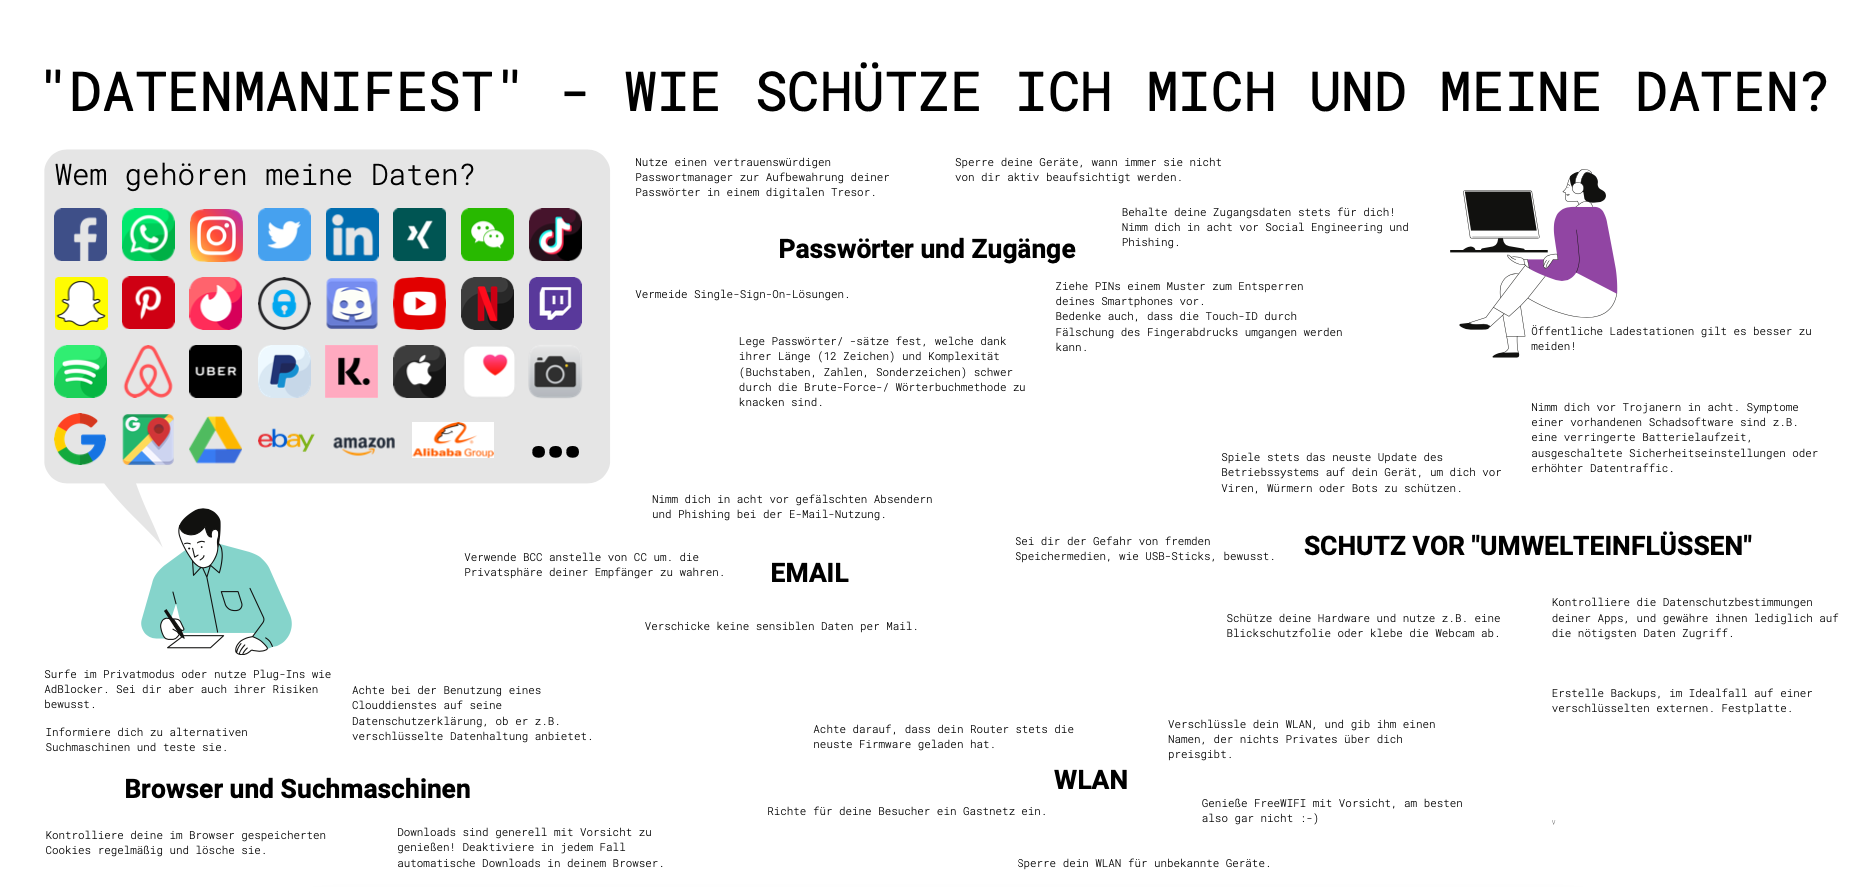 "DATENMANIFEST" - WIE SCHÜTZE ICH MICH UND MEINE DATEN?
Wem gehören meine Daten?
in
UBER
K.
G
ebay
amazon
Alibaba Group
Nutze einen vertrauenswürdigen
Passwortmanager zur Aufbewahrung deiner
Passwörter in einem digitalen Tresor.
Sperre deine Geräte, wann immer sie nicht
von dir aktiv beaufsichtigt werden.
Behalte deine Zugangsdaten stets für dich!
Nimm dich in acht vor Social Engineering und
Phishing.
Passwörter und Zugänge
Vermeide Single-Sign-On-Lösungen.
Ziehe PINs einem Muster zum Entsperren
deines Smartphones vor.
Bedenke auch, dass die Touch-ID durch
Fälschung des Fingerabdrucks umgangen werden
kann.
Lege Passwörter/ -sätze fest, welche dank
ihrer Länge (12 Zeichen) und Komplexität
(Buchstaben, Zahlen, Sonderzeichen) schwer
durch die Brute-Force-/ Wörterbuchmethode zu
knacken sind.
Öffentliche Ladestationen gilt es besser zu
meiden!
Nimm dich vor Trojanern in acht. Symptome
einer vorhandenen Schadsoftware sind z.B.
eine verringerte Batterielaufzeit,
ausgeschaltete Sicherheitseinstellungen oder
erhöhter Datentraffic.
Spiele stets das neuste Update des
Betriebssystems auf dein Gerät, um dich vor
Viren, Würmern oder Bots zu schützen.
Sei dir der Gefahr von fremden
Speichermedien, wie USB-Sticks, bewusst.
SCHUTZ VOR "UMWELTEINFLÜSSEN"
Schütze deine Hardware und nutze z.B. eine
Blickschutzfolie oder klebe die Webcam ab.
Kontrolliere die Datenschutzbestimmungen
deiner Apps, und gewähre ihnen lediglich auf
die nötigsten Daten Zugriff.
Erstelle Backups, im Idealfall auf einer
verschlüsselten externen. Festplatte.
Nimm dich in acht vor gefälschten Absendern
und Phishing bei der E-Mail-Nutzung.
Verwende BCC anstelle von CC um. die
Privatsphäre deiner Empfänger zu wahren.
EMAIL
Verschicke keine sensiblen Daten per Mail.
Surfe im Privatmodus oder nutze Plug-Ins wie
AdBlocker. Sei dir aber auch ihrer Risiken
bewusst.
Informiere dich zu alternativen
Suchmaschinen und teste sie.
Achte bei der Benutzung eines
Clouddienstes auf seine
Datenschutzerklärung, ob er z.B.
verschlüsselte Datenhaltung anbietet.
Browser und Suchmaschinen
Kontrolliere deine im Browser gespeicherten
Cookies regelmäßig und lösche sie.
Downloads sind generell mit Vorsicht zu
genießen! Deaktiviere in jedem Fall
automatische Downloads in deinem Browser.
Achte darauf, dass dein Router stets die
neuste Firmware geladen hat.
Verschlüssle dein WLAN, und gib ihm einen
Namen, der nichts Privates über dich
preisgibt.
WLAN
Richte für deine Besucher ein Gastnetz ein.
Genieße FreeWIFI mit Vorsicht, am besten
also gar nicht :-)
Sperre dein WLAN für unbekannte Geräte.
v